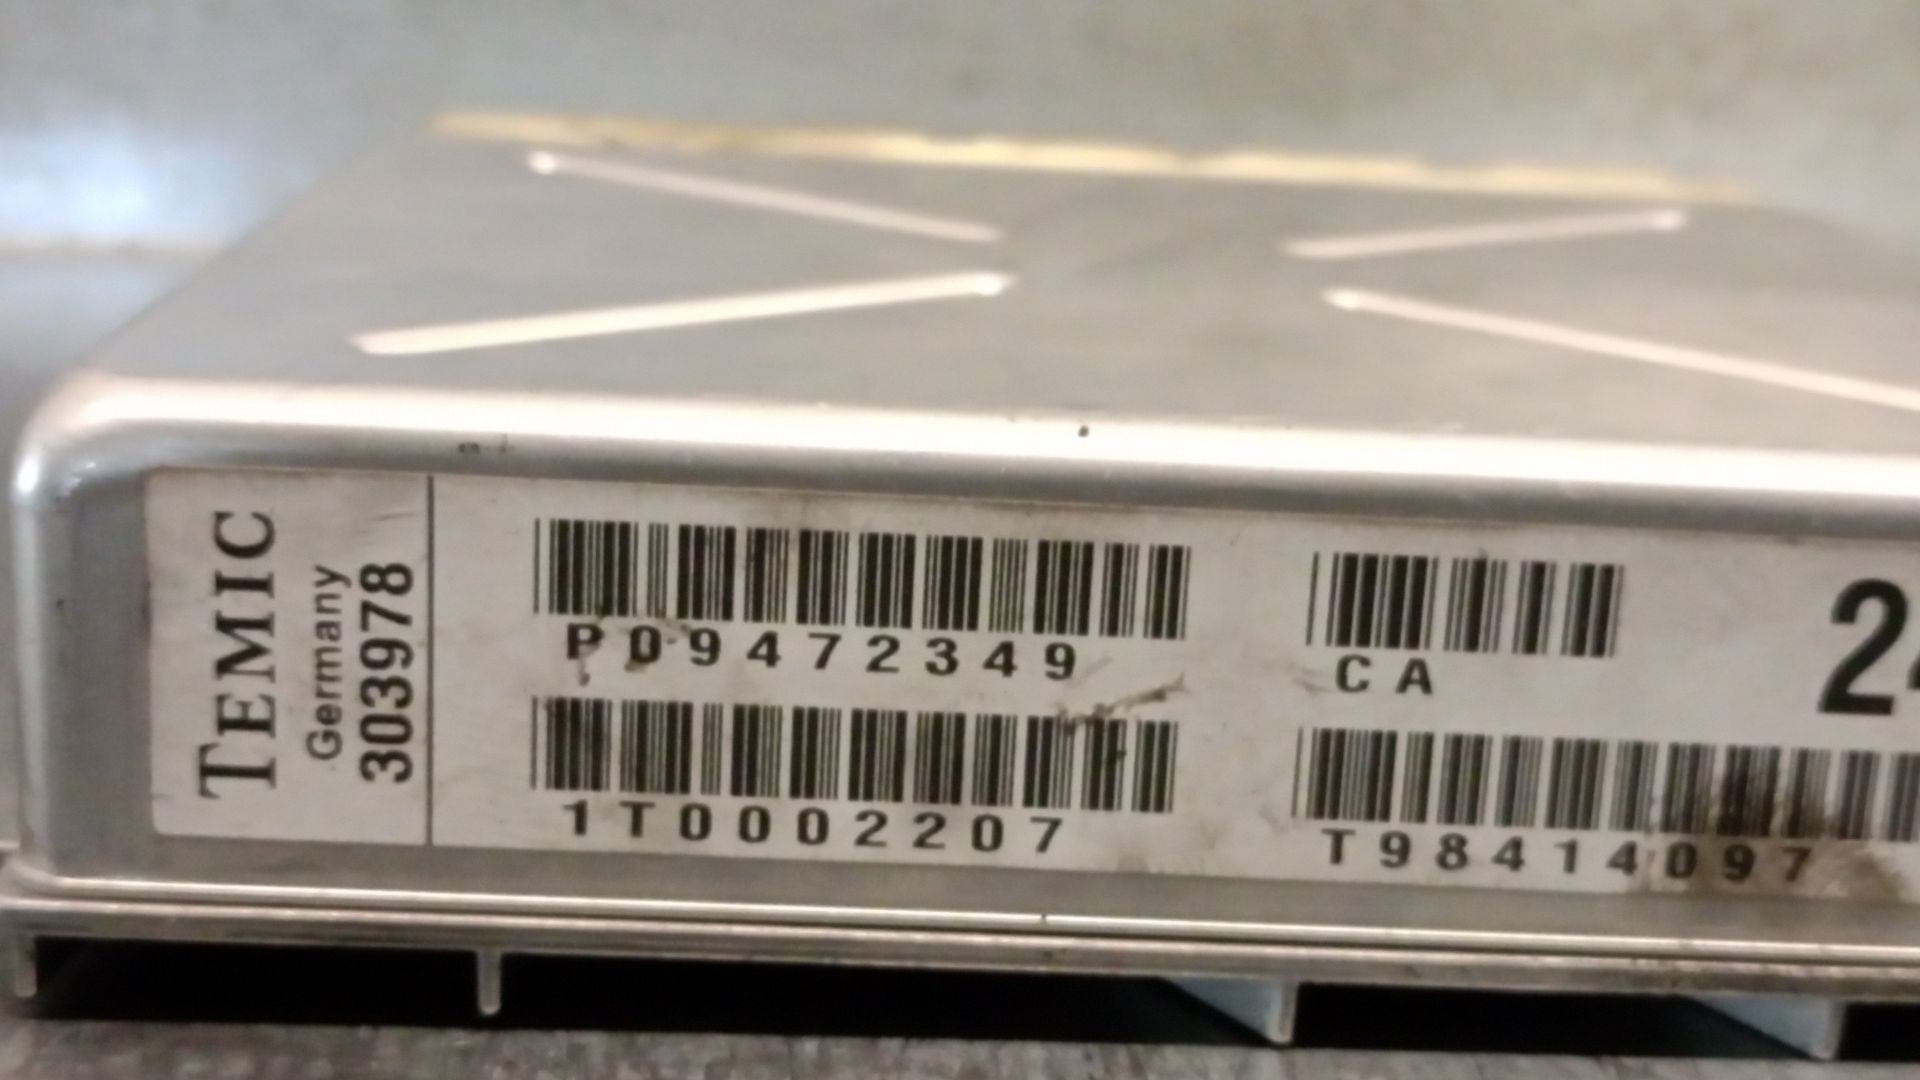 TEMIC
Germany
303978
P09472349
CA
1T0002207
T98414097